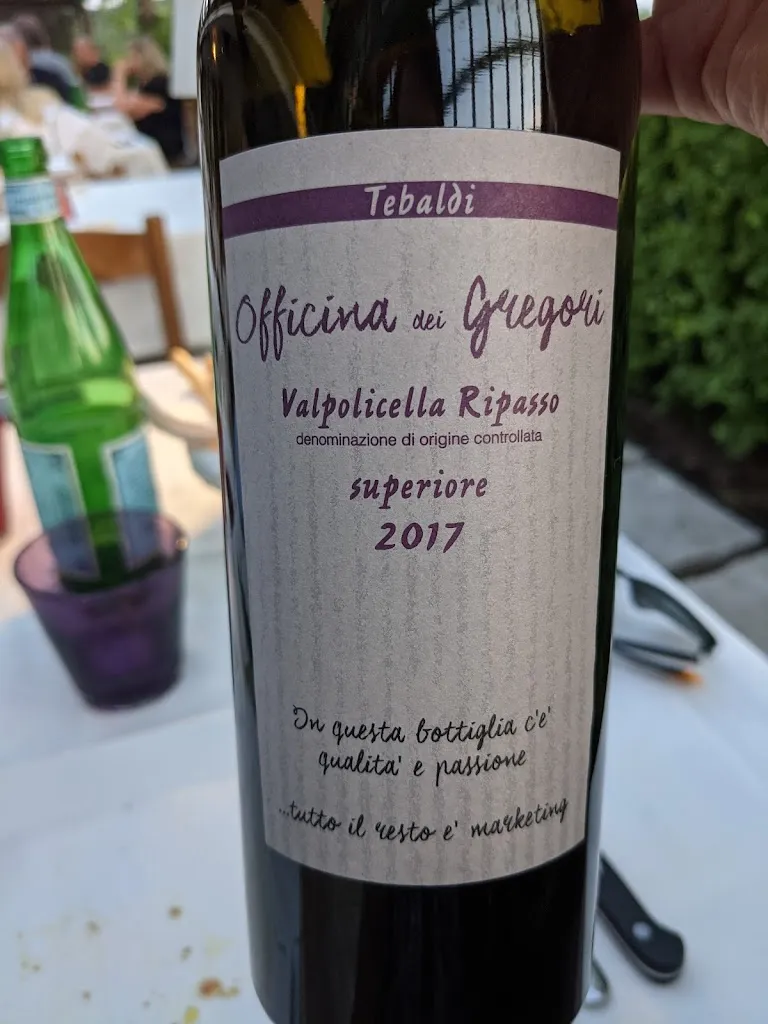 Tebaldi
Officina dei Gregori
Valpolicella Ripasso
denominazione di origine controllata
superiore
2017
In questa bottiglia c'e'
qualita' e passione
...tutto il resto e' marketing